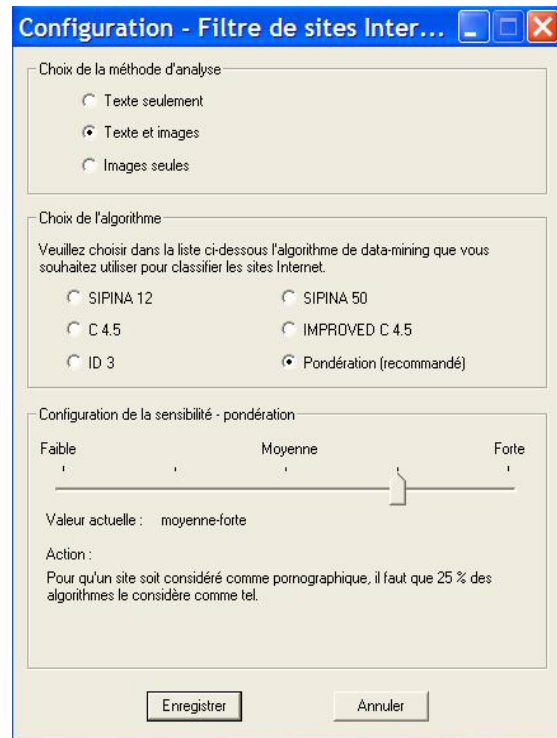 Configuration - Filtre de sites Inter...
Choix de la méthode d'analyse
Texte seulement
Texte et images
Images seules
Choix de l'algorithme
Veuillez choisir dans la liste ci-dessous l'algorithme de data-mining que vous
souhaitez utiliser pour classifier les sites Internet.
SIPINA 12
SIPINA 50
C 4.5
IMPROVED C 4.5
ID 3
Pondération (recommandé)
Configuration de la sensibilité - pondération
Faible Moyenne Forte
Valeur actuelle : moyenne-forte
Action :
Pour qu'un site soit considéré comme pornographique, il faut que 25 % des
algorithmes le considère comme tel.
Enregistrer
Annuler